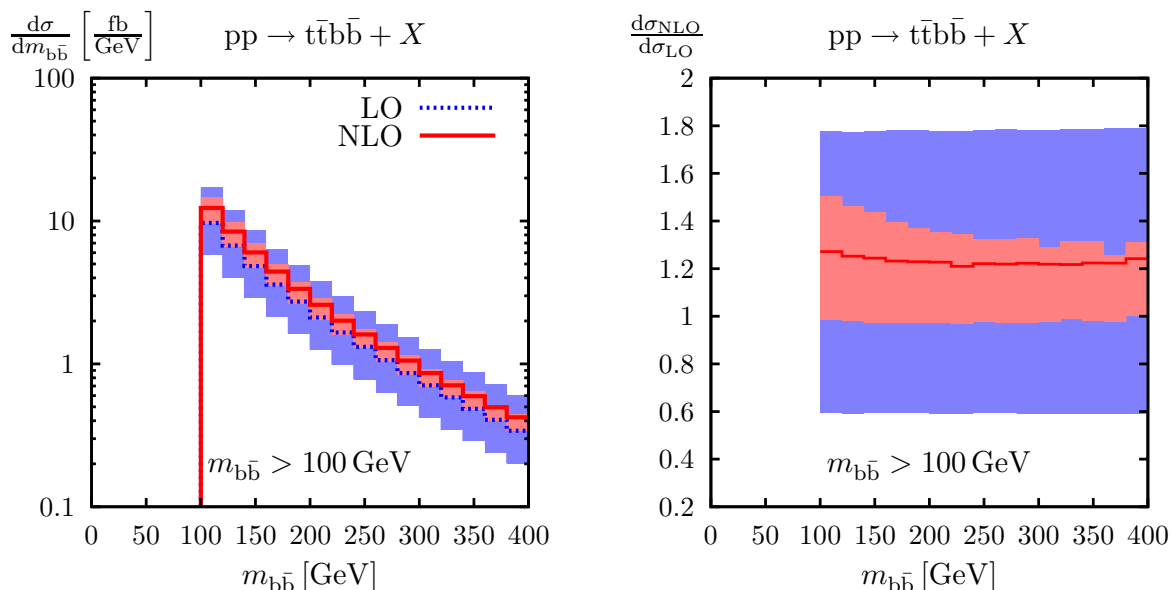 dσ/dm_bb̄ [fb/GeV] pp → tt̄bb̄ + X
100
10
1
0.1
LO
NLO
m_bb̄ > 100 GeV
0 50 100 150 200 250 300 350 400
m_bb̄ [GeV]
dσ_NLO/dσ_LO pp → tt̄bb̄ + X
2
1.8
1.6
1.4
1.2
1
0.8
0.6
0.4
0.2
m_bb̄ > 100 GeV
0 50 100 150 200 250 300 350 400
m_bb̄ [GeV]